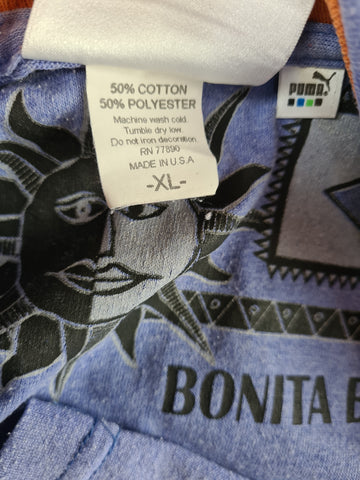 50% COTTON
50% POLYESTER
Machine wash cold.
Tumble dry low.
Do not iron decoration.
RN 77890
MADE IN U.S.A
-XL-
PUMA
BONITA